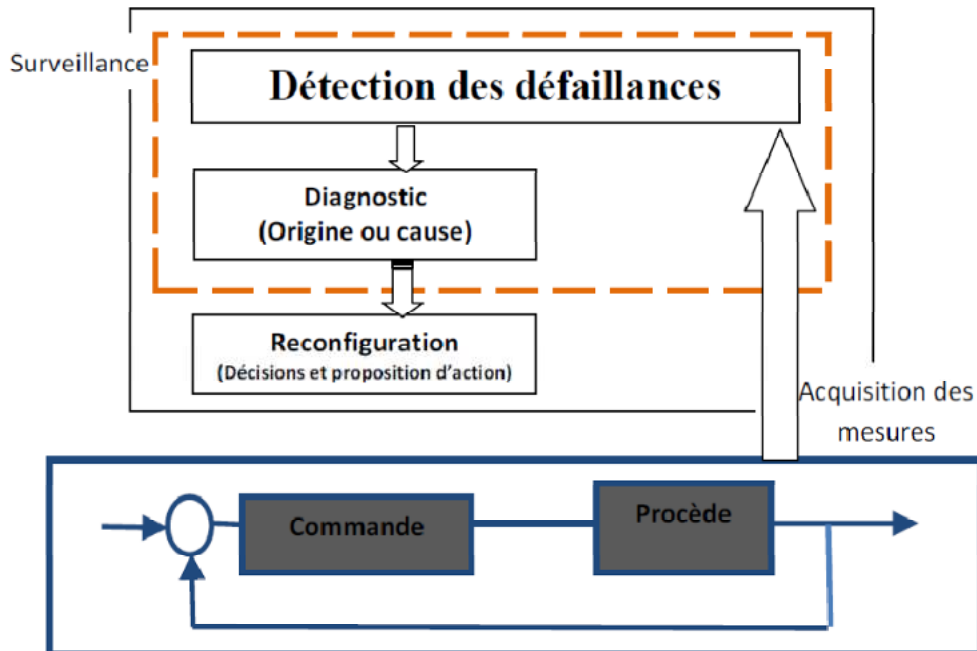 Surveillance
Détection des défaillances
Diagnostic
(Origine ou cause)
Reconfiguration
(Décisions et proposition d'action)
Acquisition des
mesures
Commande
Procède